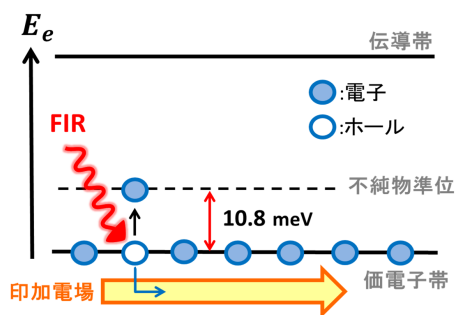 E_e
伝導帯
:電子
:ホール
FIR
不純物準位
10.8 meV
価電子帯
印加電場